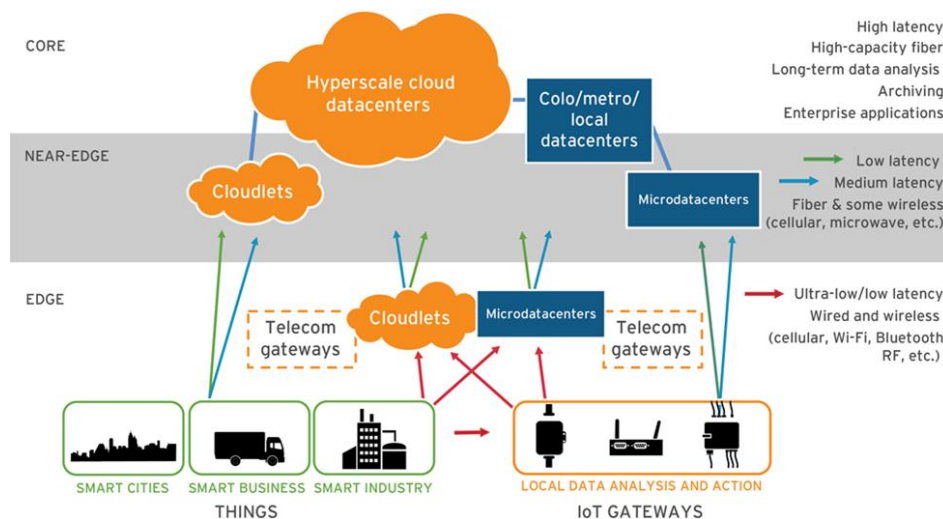 CORE
Hyperscale cloud
datacenters
Colo/metro/
local
datacenters
High latency
High-capacity fiber
Long-term data analysis
Archiving
Enterprise applications
NEAR-EDGE
Cloudlets
Microdatacenters
Low latency
Medium latency
Fiber & some wireless
(cellular, microwave, etc.)
EDGE
Telecom
gateways
Cloudlets
Microdatacenters
Telecom
gateways
Ultra-low/low latency
Wired and wireless
(cellular, Wi-Fi, Bluetooth
RF, etc.)
SMART CITIES
SMART BUSINESS
SMART INDUSTRY
LOCAL DATA ANALYSIS AND ACTION
THINGS
IoT GATEWAYS